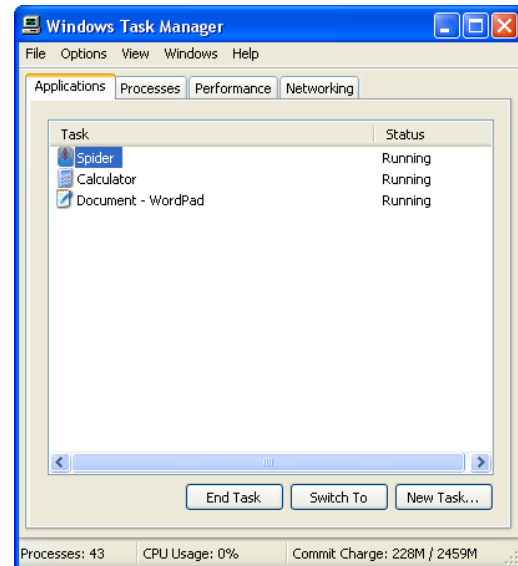 Windows Task Manager
File Options View Windows Help
Applications Processes Performance Networking
Task Status
Spider Running
Calculator Running
Document - WordPad Running
End Task Switch To New Task...
Processes: 43 CPU Usage: 0% Commit Charge: 228M / 2459M